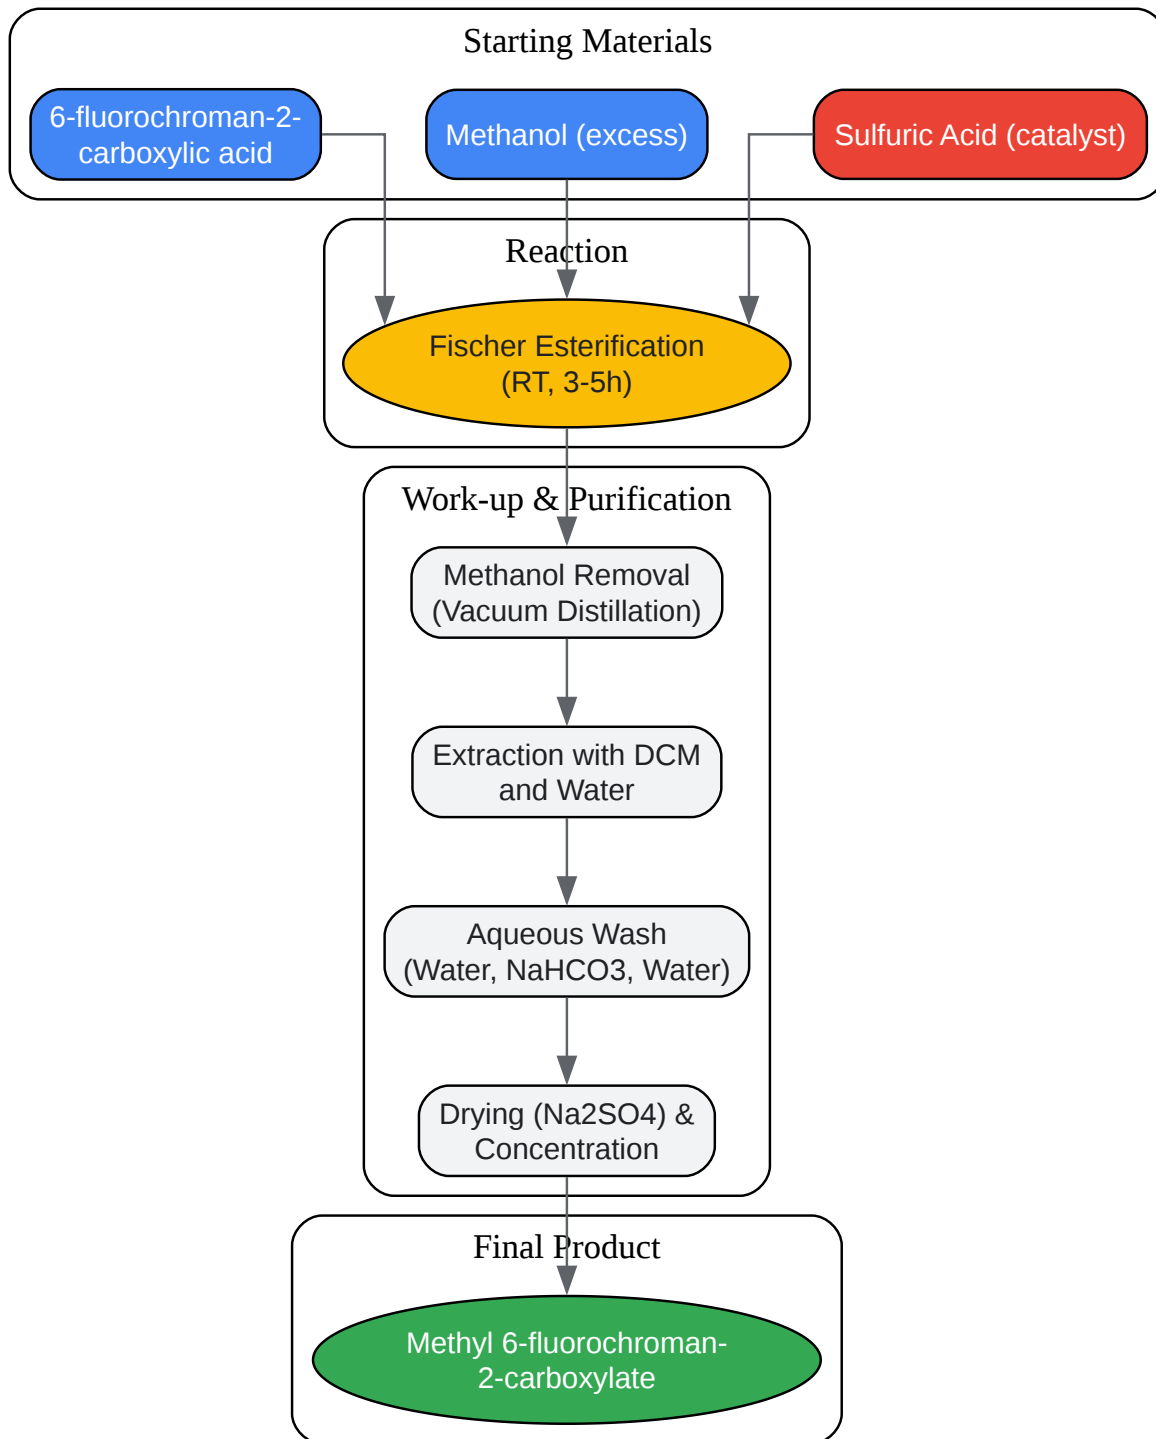 Starting Materials
6-fluorochroman-2-
carboxylic acid
Methanol (excess)
Sulfuric Acid (catalyst)
Reaction
Fischer Esterification
(RT, 3-5h)
Work-up & Purification
Methanol Removal
(Vacuum Distillation)
Extraction with DCM
and Water
Aqueous Wash
(Water, NaHCO3, Water)
Drying (Na2SO4) &
Concentration
Final Product
Methyl 6-fluorochroman-
2-carboxylate